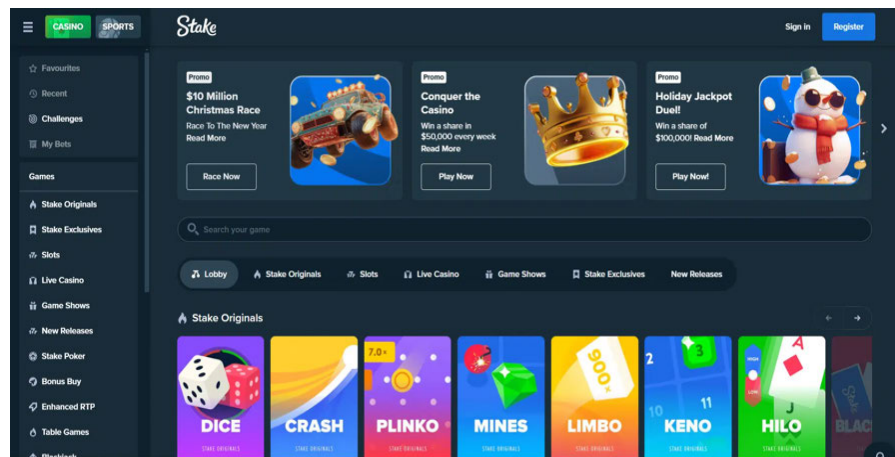 CASINO
SPORTS
Stake
Sign in
Register
Favourites
Recent
Challenges
My Bets
Games
Stake Originals
Stake Exclusives
Slots
Live Casino
Game Shows
New Releases
Stake Poker
Bonus Buy
Enhanced RTP
Table Games
Blackjack
Promo
$10 Million
Christmas Race
Race To The New Year
Read More
Race Now
Promo
Conquer the
Casino
Win a share in
$50,000 every week
Read More
Play Now
Promo
Holiday Jackpot
Duel!
Win a share of
$100,000! Read More
Play Now!
Search your game
Lobby
Stake Originals
Slots
Live Casino
Game Shows
Stake Exclusives
New Releases
Stake Originals
DICE
STAKE ORIGINALS
CRASH
STAKE ORIGINALS
7.0×
PLINKO
STAKE ORIGINALS
MINES
STAKE ORIGINALS
900×
LIMBO
STAKE ORIGINALS
2
3
10
11
KENO
STAKE ORIGINALS
HIGH
LOW
A
J
HILO
STAKE ORIGINALS
Stake
BLAC